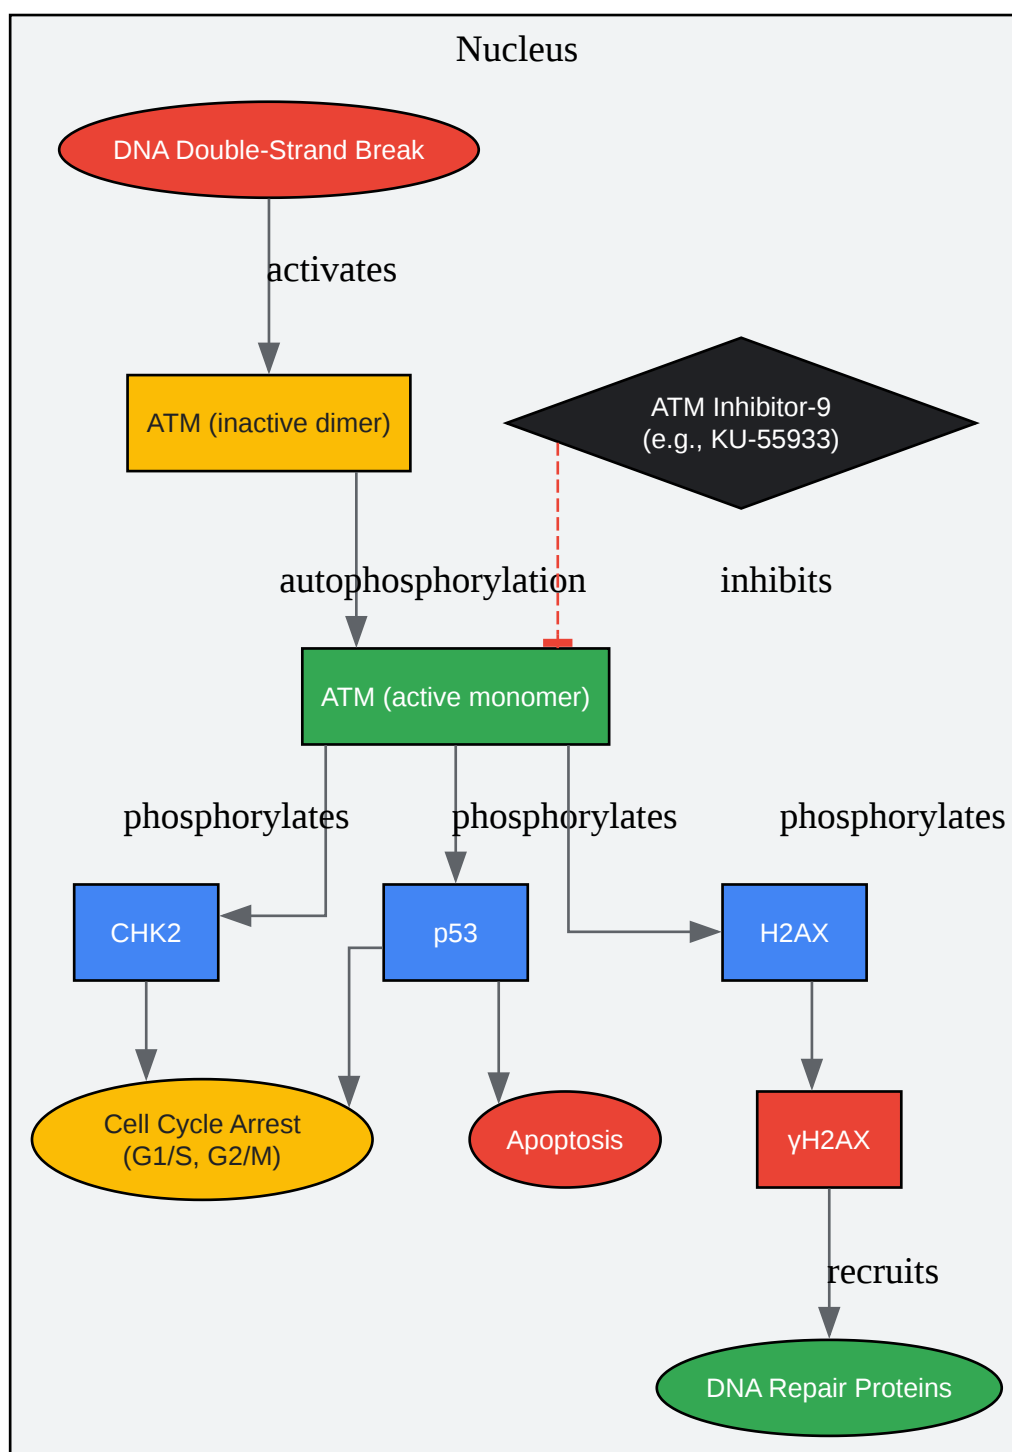 Nucleus
DNA Double-Strand Break
activates
ATM (inactive dimer)
ATM Inhibitor-9
(e.g., KU-55933)
autophosphorylation
inhibits
ATM (active monomer)
phosphorylates
phosphorylates
phosphorylates
CHK2
p53
H2AX
Cell Cycle Arrest
(G1/S, G2/M)
Apoptosis
γH2AX
recruits
DNA Repair Proteins